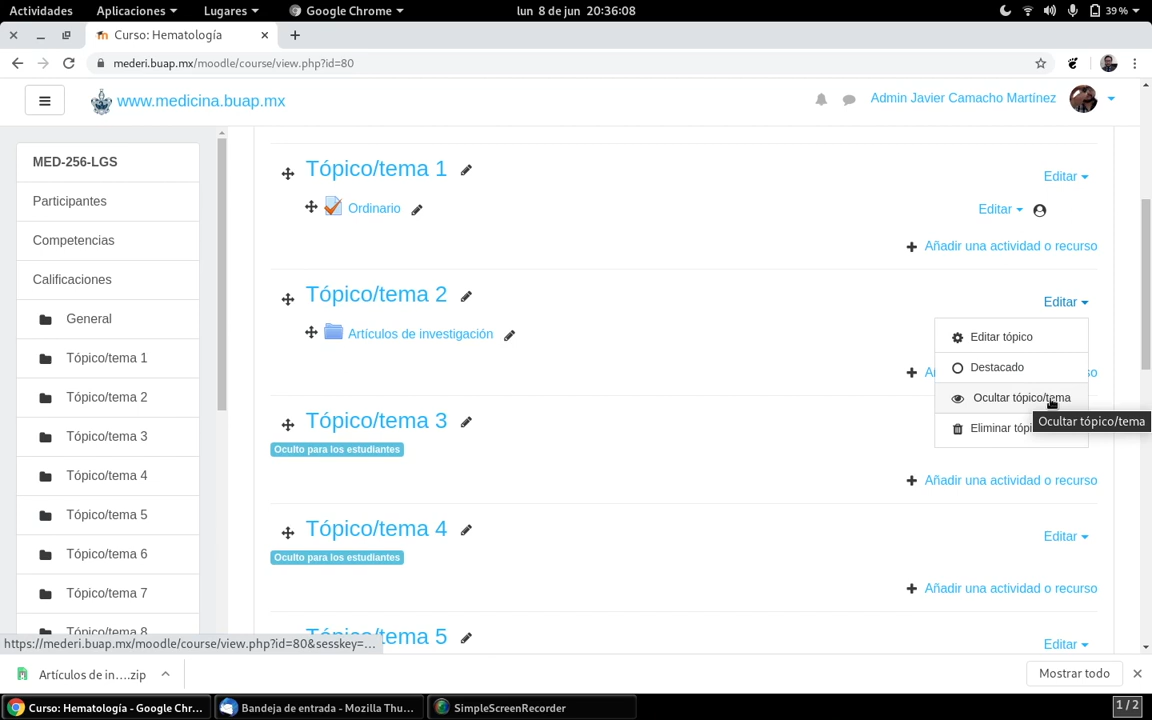 Actividades Aplicaciones Lugares Google Chrome lun 8 de jun 20:36:08 39 %
Curso: Hematología
mederi.buap.mx/moodle/course/view.php?id=80
www.medicina.buap.mx Admin Javier Camacho Martínez
MED-256-LGS
Participantes
Competencias
Calificaciones
General
Tópico/tema 1
Tópico/tema 2
Tópico/tema 3
Tópico/tema 4
Tópico/tema 5
Tópico/tema 6
Tópico/tema 7
Tópico/tema 8
Tópico/tema 1 Editar
Ordinario Editar
Añadir una actividad o recurso
Tópico/tema 2 Editar
Artículos de investigación
Editar tópico
Destacado
Ocultar tópico/tema
Ocultar tópico/tema
Eliminar tópi
Tópico/tema 3
Oculto para los estudiantes
Añadir una actividad o recurso
Tópico/tema 4 Editar
Oculto para los estudiantes
Añadir una actividad o recurso
Tópico/tema 5 Editar
https://mederi.buap.mx/moodle/course/view.php?id=80&sesskey=...
Artículos de in....zip Mostrar todo
Curso: Hematología - Google Chr... Bandeja de entrada - Mozilla Thu... SimpleScreenRecorder 1 / 2